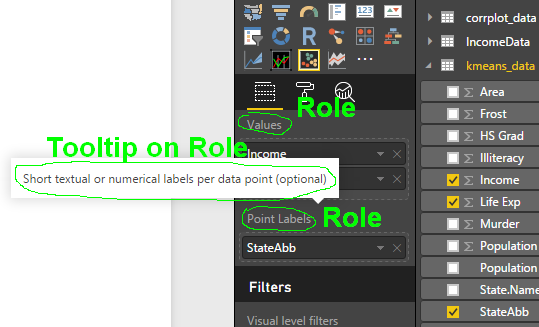 corrplot_data
IncomeData
kmeans_data
Area
Frost
HS Grad
Illiteracy
Income
Life Exp
Murder
Population
Population
State.Name
StateAbb
R
Role
Values
Tooltip on Role
Income
Short textual or numerical labels per data point (optional)
Point Labels
Role
StateAbb
Filters
Visual level filters